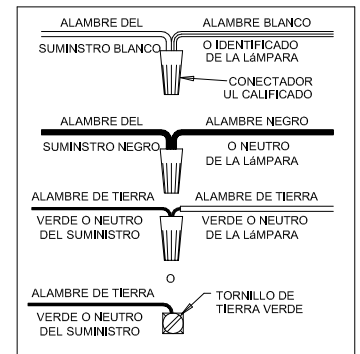 ALAMBRE DEL
SUMINISTRO BLANCO
ALAMBRE BLANCO
O IDENTIFICADO
DE LA LáMPARA
CONECTADOR
UL CALIFICADO
ALAMBRE DEL
SUMINSTRO NEGRO
ALAMBRE NEGRO
O NEUTRO
DE LA LáMPARA
ALAMBRE DE TIERRA
VERDE O NEUTRO
DEL SUMINISTRO
ALAMBRE DE TIERRA
VERDE O NEUTRO
DE LA LáMPARA
O
ALAMBRE DE TIERRA
VERDE O NEUTRO
DEL SUMINISTRO
TORNILLO DE
TIERRA VERDE